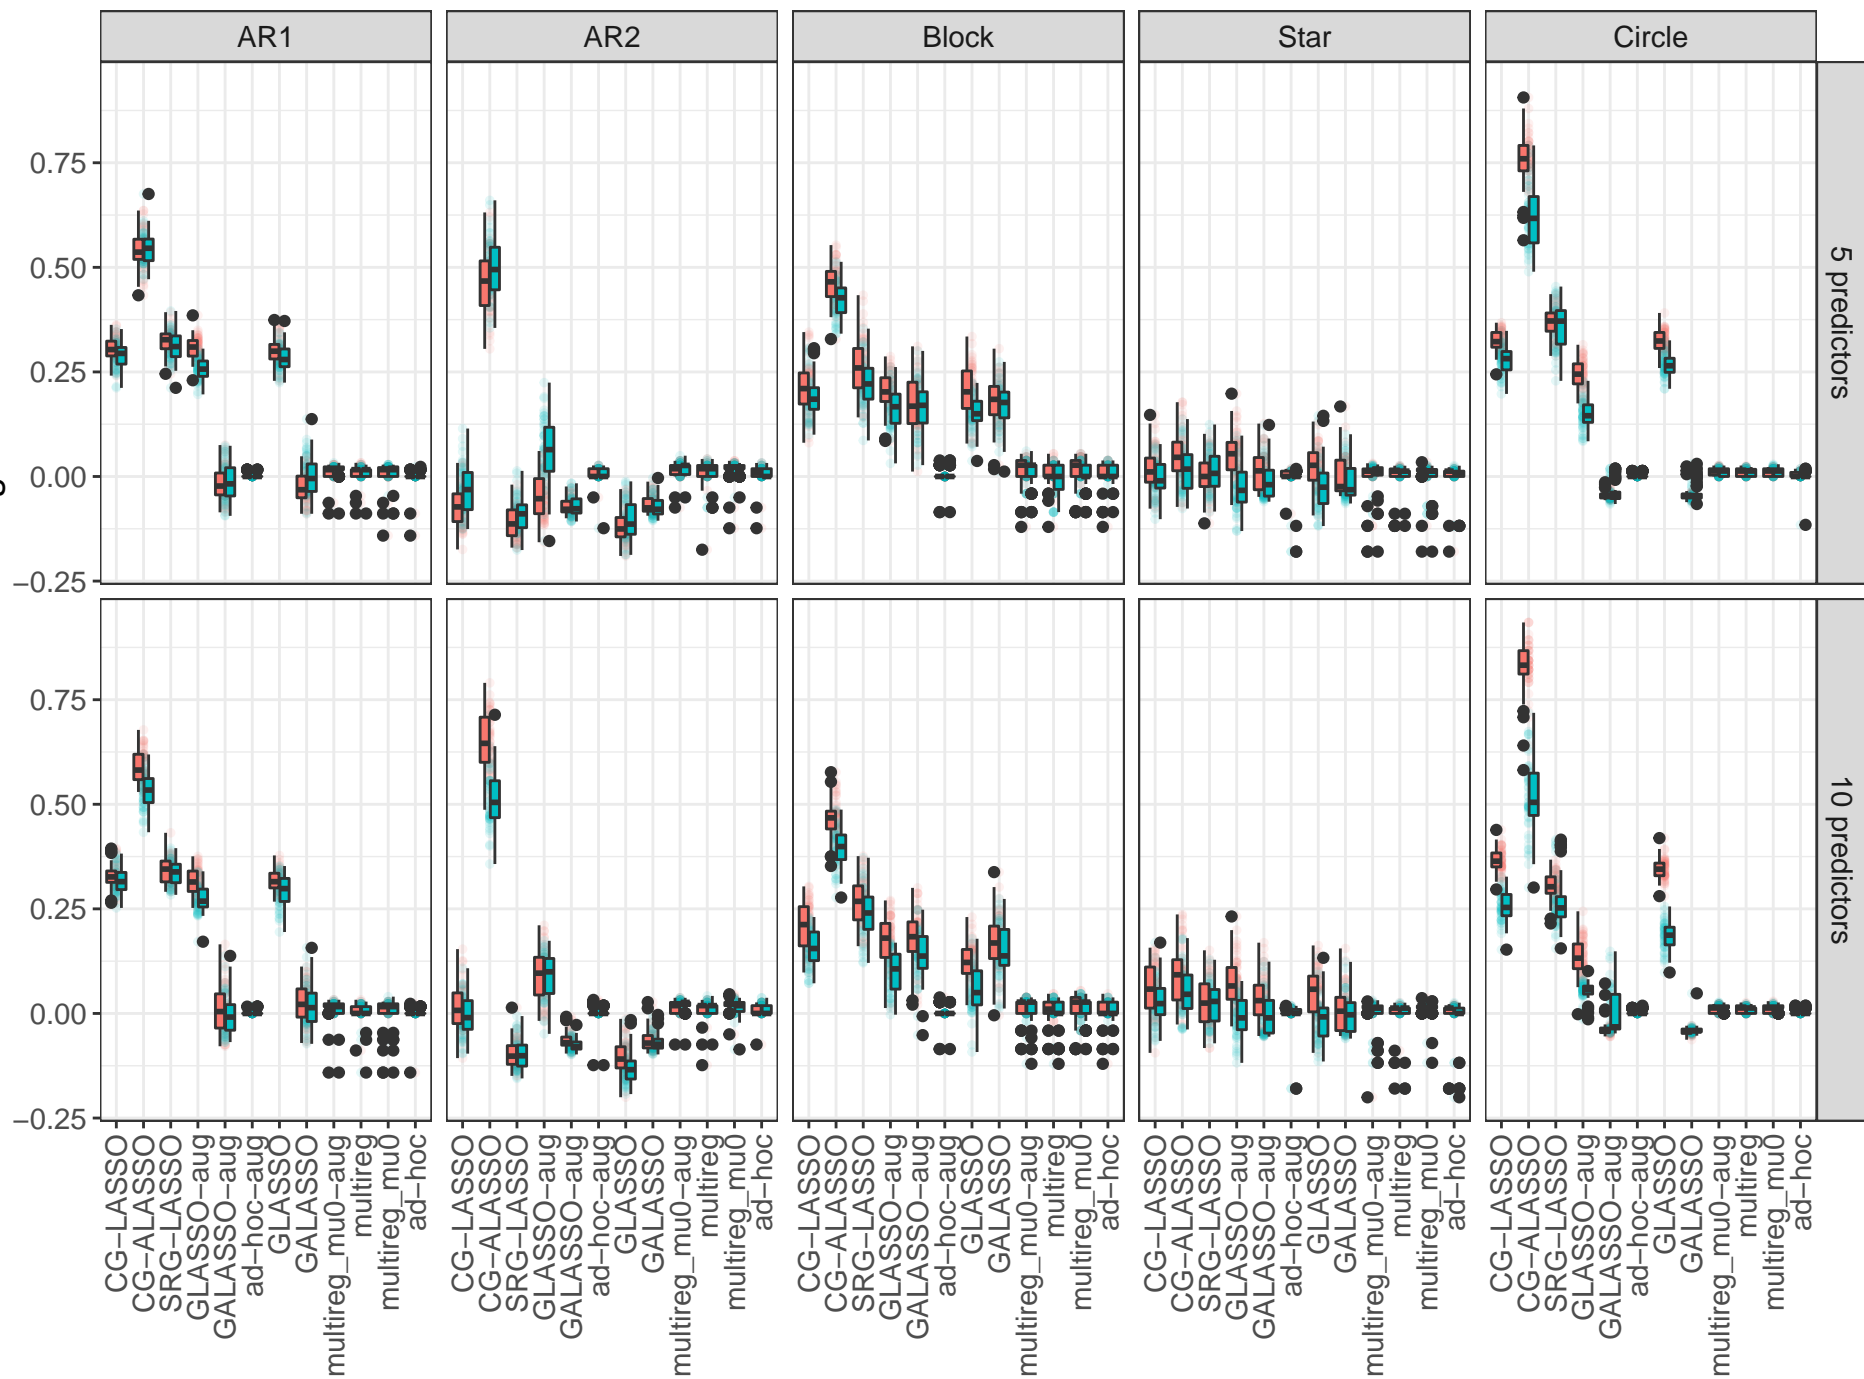 AR1 AR2 Block Star Circle
0.75
0.50
0.25
0.00
−0.25
5 predictors
0.75
0.50
0.25
0.00
−0.25
10 predictors
CG−LASSO
CG−ALASSO
SRG−LASSO
GLASSO−aug
GALASSO−aug
ad−hoc−aug
GLASSO
GALASSO
multireg_mu0−aug
multireg
multireg_mu0
ad−hoc
CG−LASSO
CG−ALASSO
SRG−LASSO
GLASSO−aug
GALASSO−aug
ad−hoc−aug
GLASSO
GALASSO
multireg_mu0−aug
multireg
multireg_mu0
ad−hoc
CG−LASSO
CG−ALASSO
SRG−LASSO
GLASSO−aug
GALASSO−aug
ad−hoc−aug
GLASSO
GALASSO
multireg_mu0−aug
multireg
multireg_mu0
ad−hoc
CG−LASSO
CG−ALASSO
SRG−LASSO
GLASSO−aug
GALASSO−aug
ad−hoc−aug
GLASSO
GALASSO
multireg_mu0−aug
multireg
multireg_mu0
ad−hoc
CG−LASSO
CG−ALASSO
SRG−LASSO
GLASSO−aug
GALASSO−aug
ad−hoc−aug
GLASSO
GALASSO
multireg_mu0−aug
multireg
multireg_mu0
ad−hoc